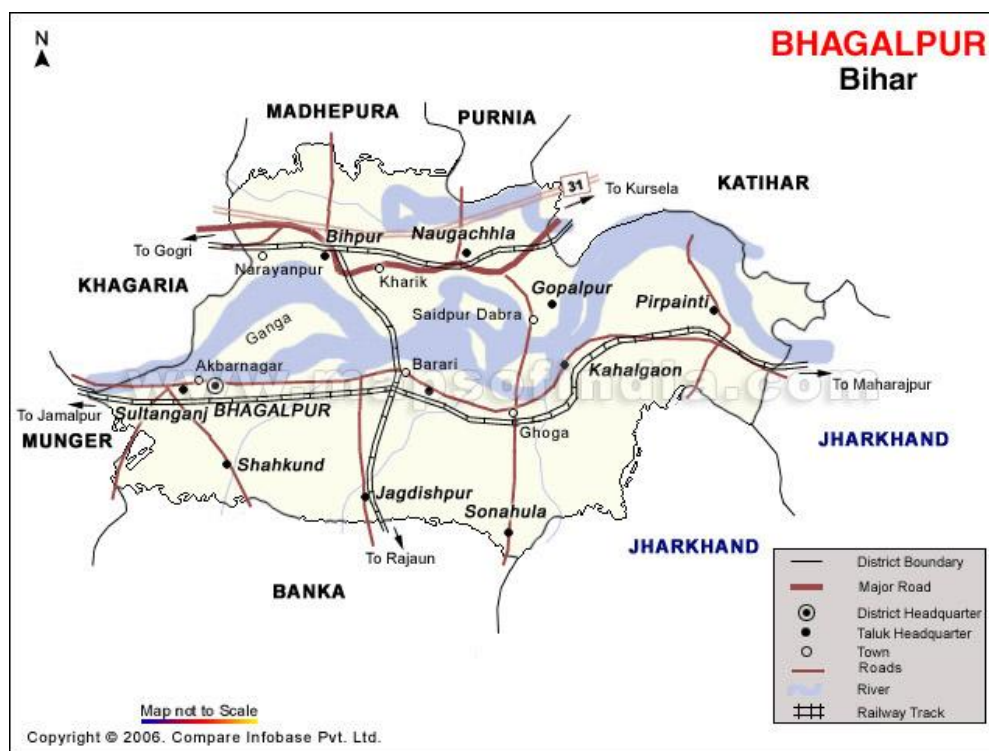 N
BHAGALPUR
Bihar
MADHEPURA
PURNIA
31
To Kursela
KATIHAR
To Gogri
Bihpur
Naugachhla
Narayanpur
Kharik
KHAGARIA
Gopalpur
Pirpainti
Saidpur Dabra
Ganga
Akbarnagar
Barari
Kahalgaon
www.mapsofindia.com
To Maharajpur
To Jamalpur
Sultanganj
BHAGALPUR
Ghoga
MUNGER
JHARKHAND
Shahkund
Jagdishpur
Sonahula
To Rajaun
JHARKHAND
BANKA
District Boundary
Major Road
District Headquarter
Taluk Headquarter
Town
Roads
River
Railway Track
Map not to Scale
Copyright © 2006. Compare Infobase Pvt. Ltd.